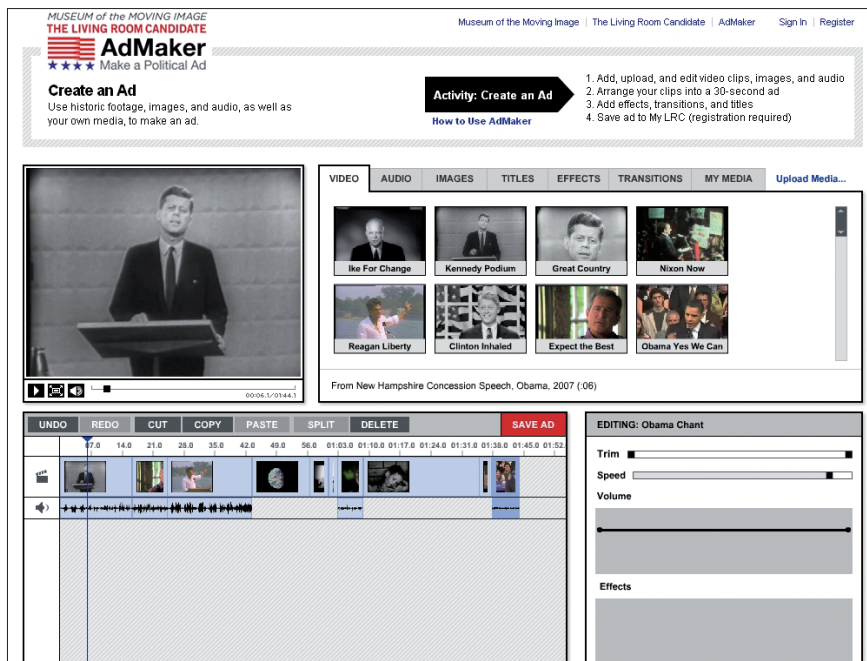 MUSEUM of the MOVING IMAGE
THE LIVING ROOM CANDIDATE
AdMaker
Make a Political Ad
Museum of the Moving Image | The Living Room Candidate | AdMaker Sign In | Register
Create an Ad
Use historic footage, images, and audio, as well as
your own media, to make an ad.
Activity: Create an Ad
How to Use AdMaker
1. Add, upload, and edit video clips, images, and audio
2. Arrange your clips into a 30-second ad
3. Add effects, transitions, and titles
4. Save ad to My LRC (registration required)
00:06.1/01:44.1
VIDEO AUDIO IMAGES TITLES EFFECTS TRANSITIONS MY MEDIA Upload Media...
Ike For Change Kennedy Podium Great Country Nixon Now
Reagan Liberty Clinton Inhaled Expect the Best Obama Yes We Can
From New Hampshire Concession Speech, Obama, 2007 (:06)
UNDO REDO CUT COPY PASTE SPLIT DELETE SAVE AD
07.0 14.0 21.0 28.0 35.0 42.0 49.0 56.0 01:03.0 01:10.0 01:17.0 01:24.0 01:31.0 01:38.0 01:45.0 01:52.
EDITING: Obama Chant
Trim
Speed
Volume
Effects